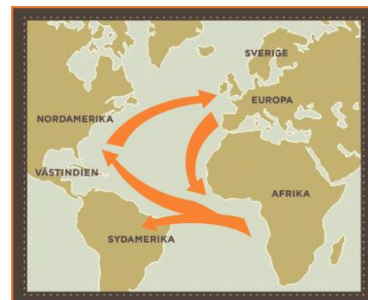 SVERIGE
EUROPA
NORDAMERIKA
VÄSTINDIEN
AFRIKA
SYDAMERIKA